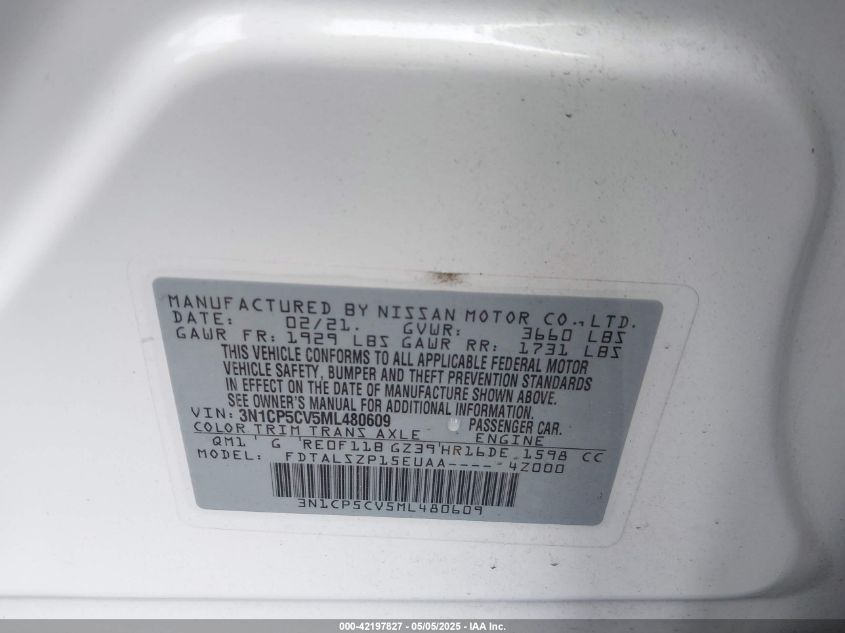 MANUFACTURED BY NISSAN MOTOR CO., LTD.
DATE: 02/21. GVWR: 3660 LBS
GAWR FR: 1929 LBS GAWR RR: 1731 LBS
THIS VEHICLE CONFORMS TO ALL APPLICABLE FEDERAL MOTOR
VEHICLE SAFETY, BUMPER AND THEFT PREVENTION STANDARDS
IN EFFECT ON THE DATE OF MANUFACTURE SHOWN ABOVE.
SEE OWNER'S MANUAL FOR ADDITIONAL INFORMATION.
VIN: 3N1CP5CV5ML480609 PASSENGER CAR.
COLOR TRIM TRANS AXLE ENGINE
QM1 ' G 'RE0F11B GZ39'HR16DE 1598 CC
MODEL: FDTALSZP15EUAA---- 4Z000
3N1CP5CV5ML480609
000-42197827 - 05/05/2025 - IAA Inc.